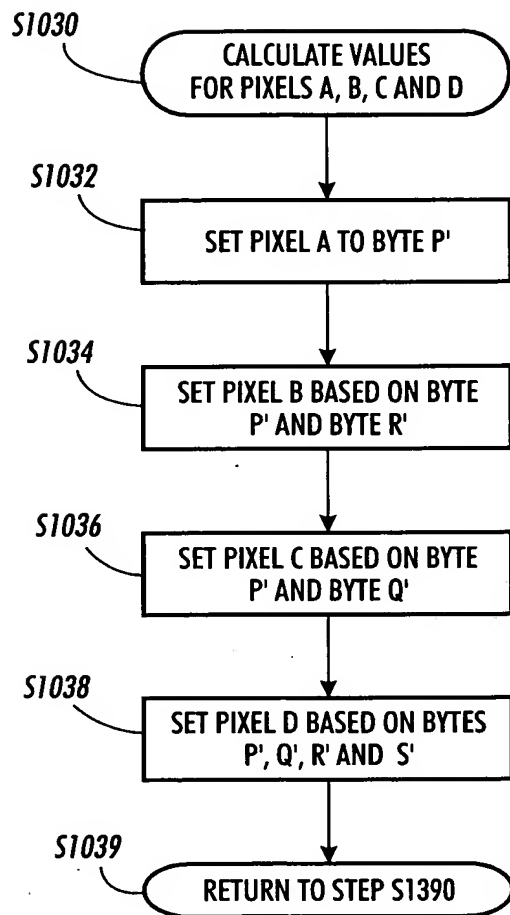 S1030
CALCULATE VALUES
FOR PIXELS A, B, C AND D
S1032
SET PIXEL A TO BYTE P'
S1034
SET PIXEL B BASED ON BYTE
P' AND BYTE R'
S1036
SET PIXEL C BASED ON BYTE
P' AND BYTE Q'
S1038
SET PIXEL D BASED ON BYTES
P', Q', R' AND S'
S1039
RETURN TO STEP S1390